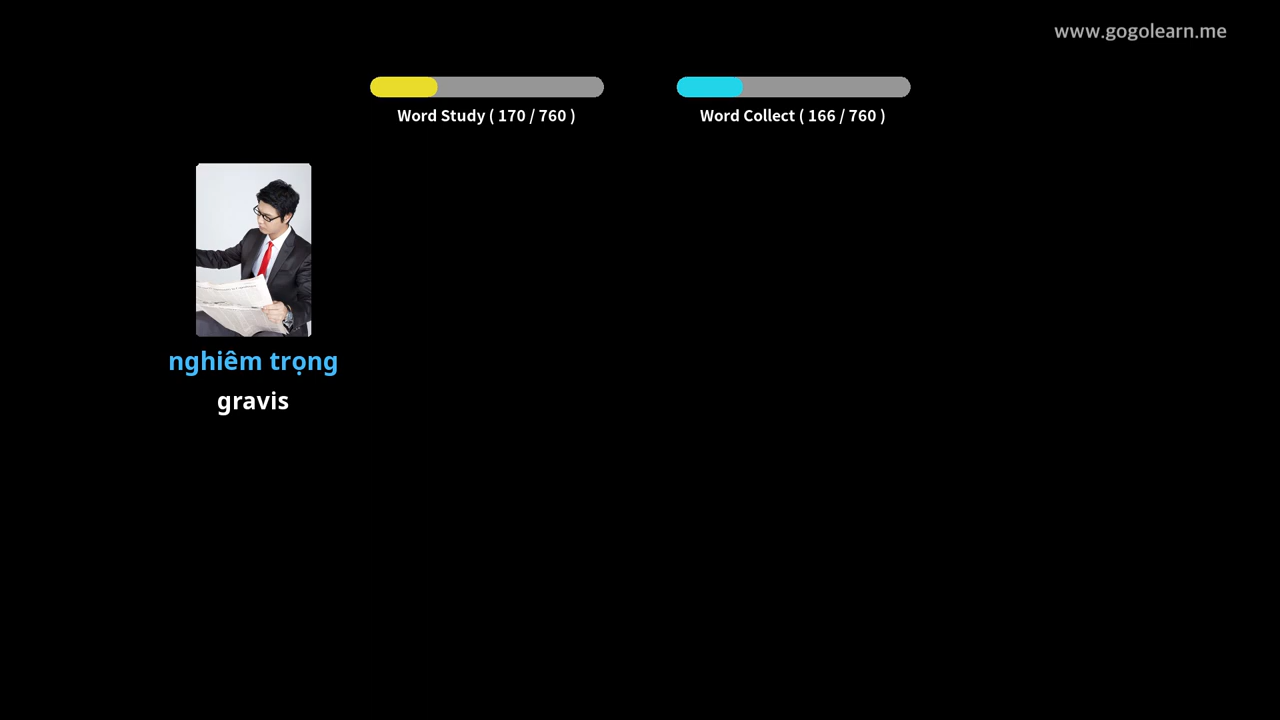 www.gogolearn.me
Word Study ( 170 / 760 )
Word Collect ( 166 / 760 )
nghiêm trọng
gravis